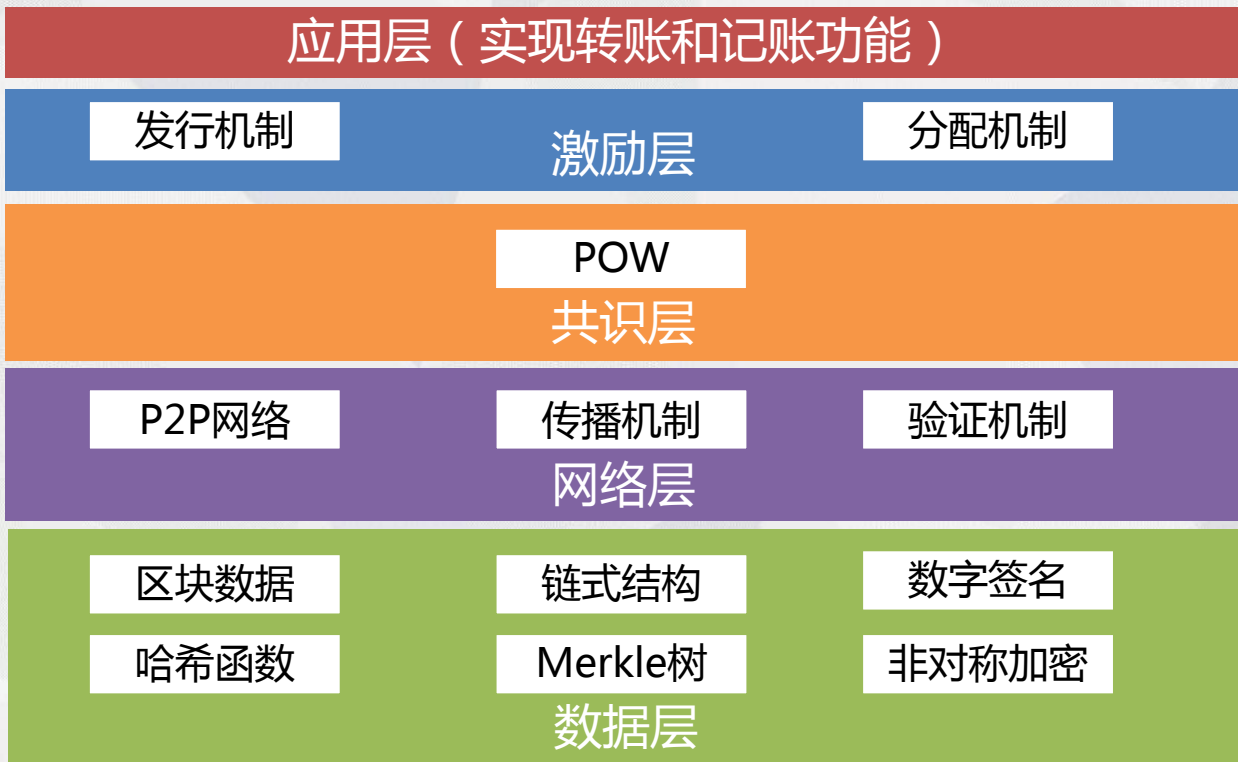 应用层（实现转账和记账功能）
发行机制
激励层
分配机制
POW
共识层
P2P网络
传播机制
验证机制
网络层
区块数据
链式结构
数字签名
哈希函数
Merkle树
非对称加密
数据层